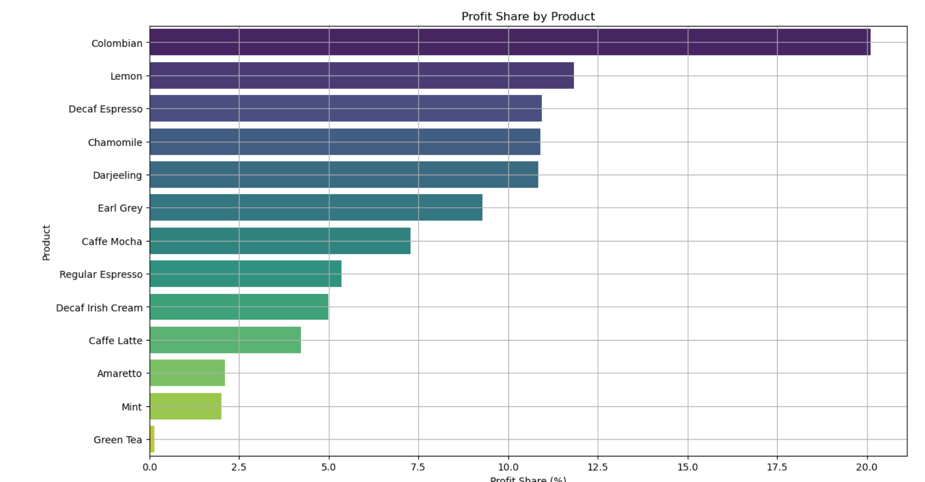 Profit Share by Product
Product
Colombian
Lemon
Decaf Espresso
Chamomile
Darjeeling
Earl Grey
Caffe Mocha
Regular Espresso
Decaf Irish Cream
Caffe Latte
Amaretto
Mint
Green Tea
0.0 2.5 5.0 7.5 10.0 12.5 15.0 17.5 20.0
Profit Share (%)